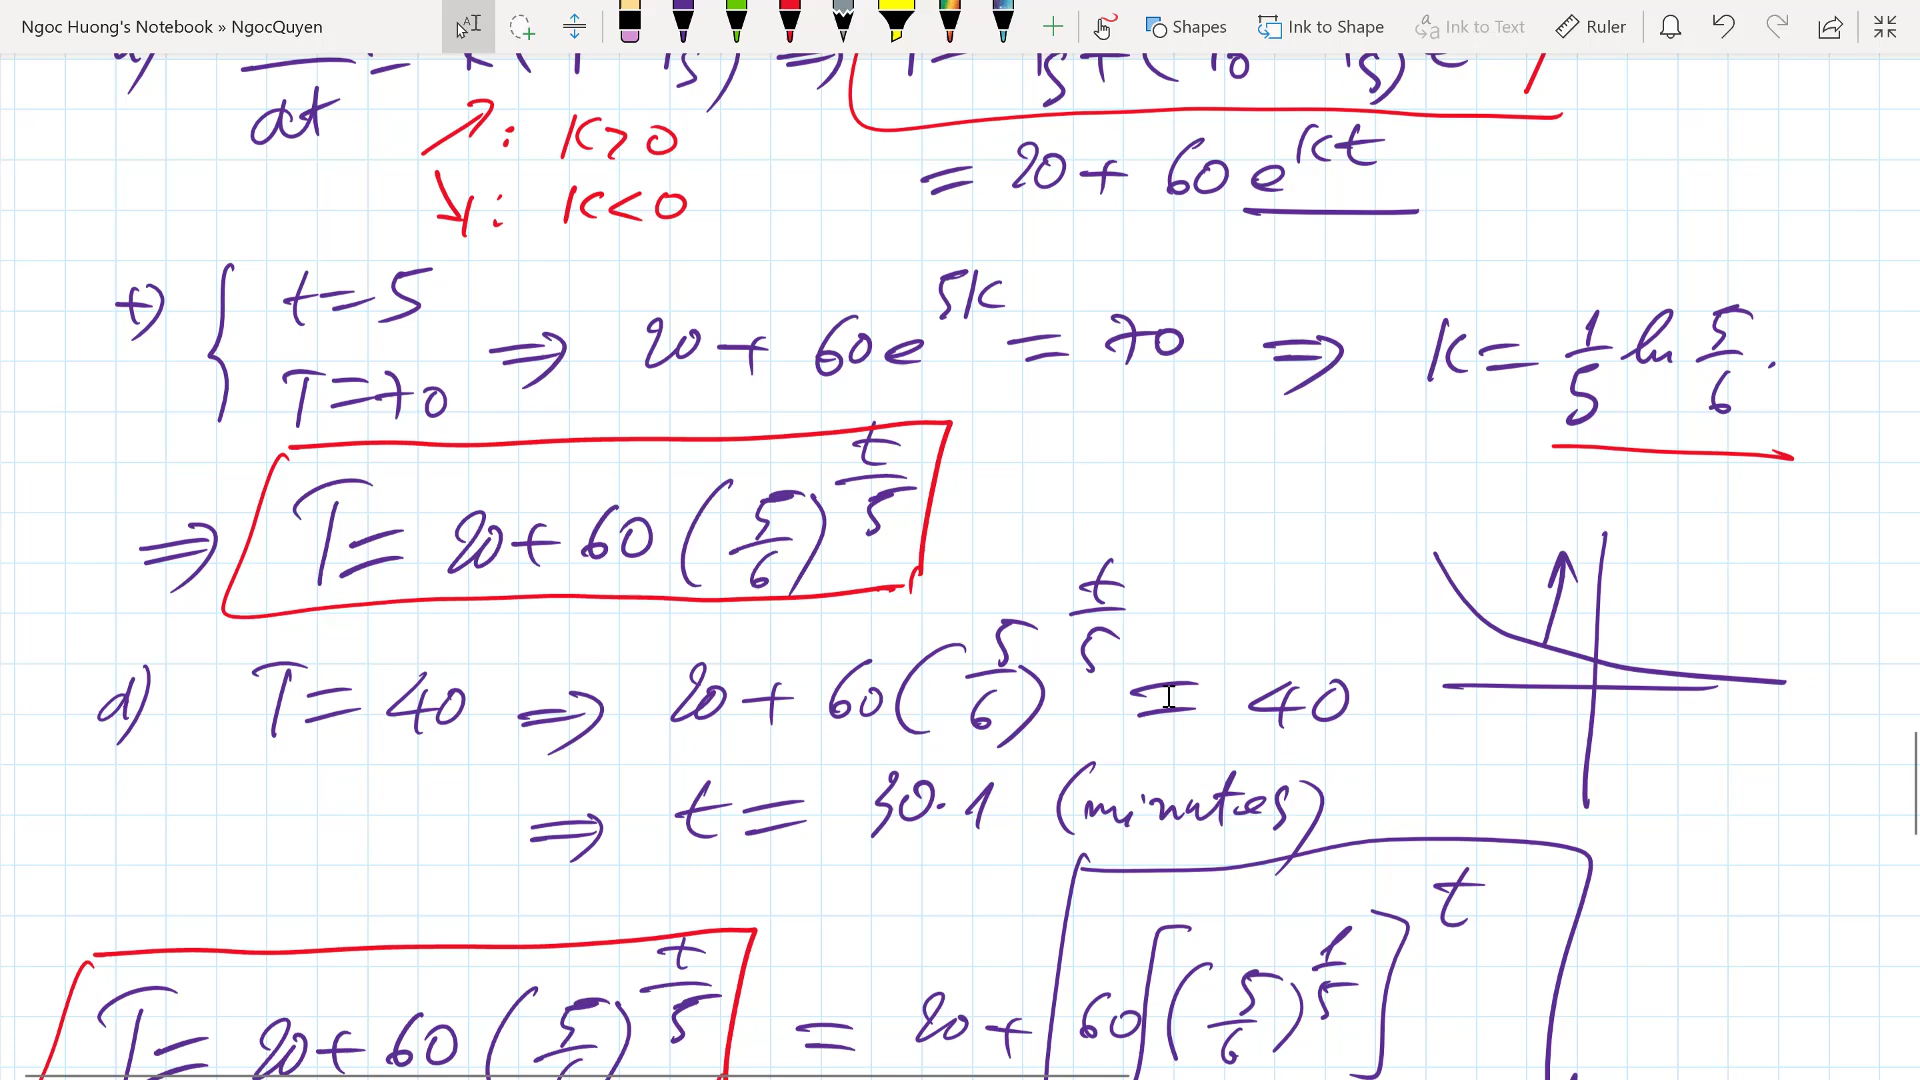 Ngoc Huong's Notebook » NgocQuyen
Shapes Ink to Shape Ink to Text Ruler
dt
↗ : K > 0
↘ : K < 0
= 20 + 60 e^{kt}
+) { t = 5
T = 70
⇒ 20 + 60 e^{5k} = 70 ⇒ K = 1/5 ln 5/6 .
⇒ T = 20 + 60 (5/6)^{t/5}
d) T = 40 ⇒ 20 + 60 (5/6)^{t/5} = 40
⇒ t = 30.1 (minutes)
T = 20 + 60 (5/6)^{t/5} = 20 + 60 [(5/6)^{1/5}]^t